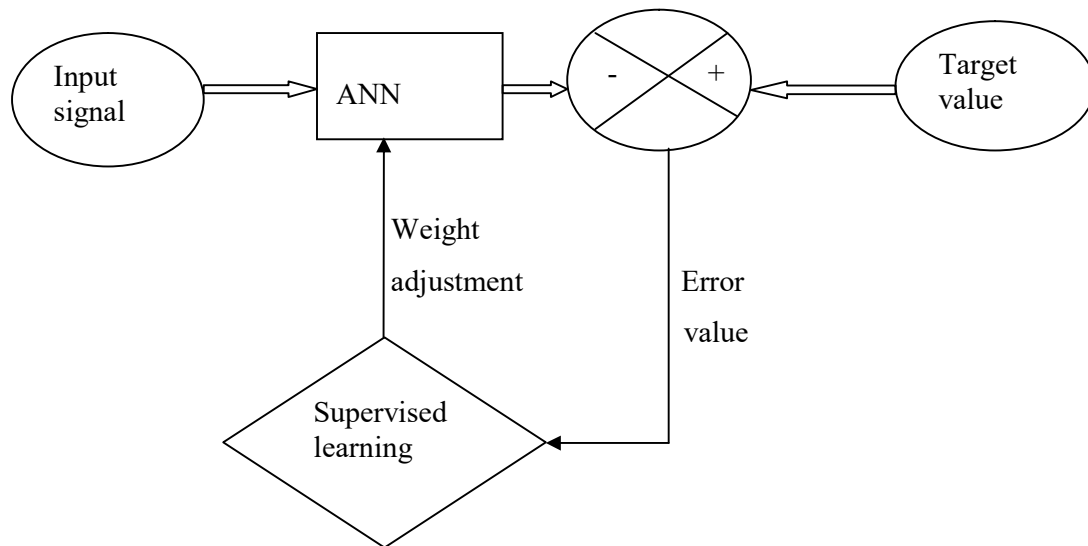 Input
signal
ANN
-
+
Target
value
Weight
adjustment
Error
value
Supervised
learning